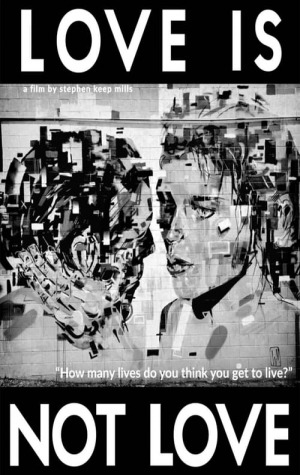 LOVE IS
a film by stephen keep mills
"How many lives do you think you get to live?"
NOT LOVE